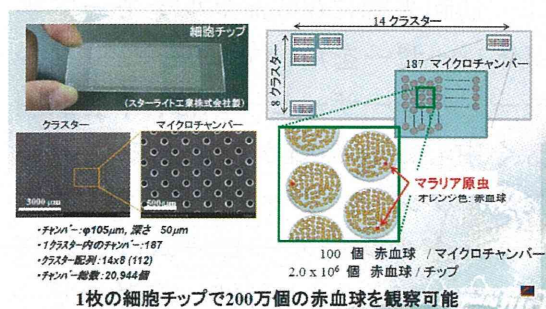 細胞チップ
(スターライト工業株式会社製)
クラスター
マイクロチャンバー
3000 μm
500μm
・チャンバー:φ105μm, 深さ 50μm
・1クラスター内のチャンバー:187
・クラスター配列:14x8 (112)
・チャンバー総数:20,944個
14 クラスター
8 クラスター
187 マイクロチャンバー
マラリア原虫
オレンジ色: 赤血球
100 個 赤血球 / マイクロチャンバー
2.0 x 10⁶ 個 赤血球 / チップ
1枚の細胞チップで200万個の赤血球を観察可能